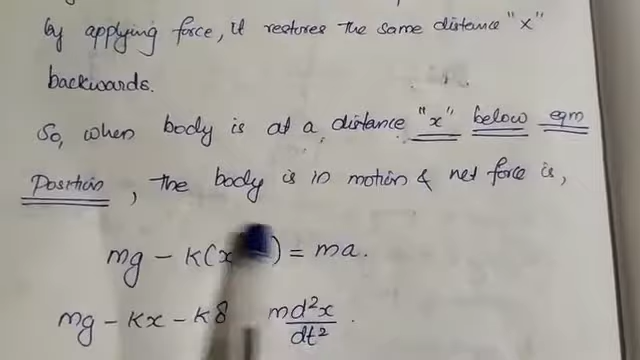 by applying force, it restores the same distance "x"
backwards.
So, when body is at a distance "x" below eqm
Position, the body is in motion & net force is,
mg - k(x ) = ma.
mg - kx - kδ md²x/dt².